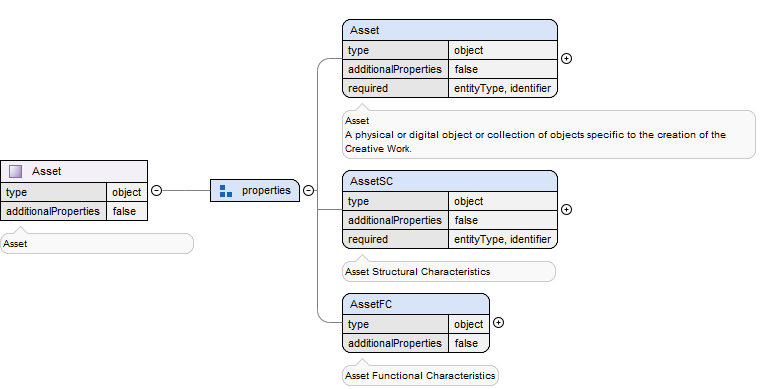 Asset
type object
additionalProperties false
required entityType, identifier
Asset
A physical or digital object or collection of objects specific to the creation of the
Creative Work.
Asset
type object
additionalProperties false
Asset
properties
AssetSC
type object
additionalProperties false
required entityType, identifier
Asset Structural Characteristics
AssetFC
type object
additionalProperties false
Asset Functional Characteristics